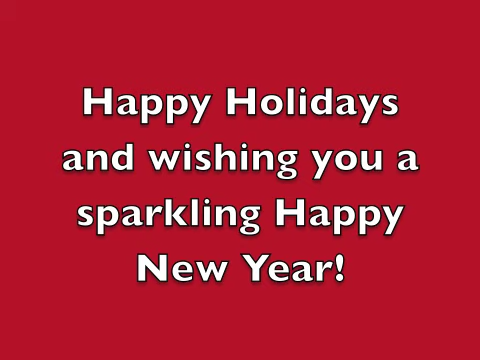 Happy Holidays
and wishing you a
sparkling Happy
New Year!